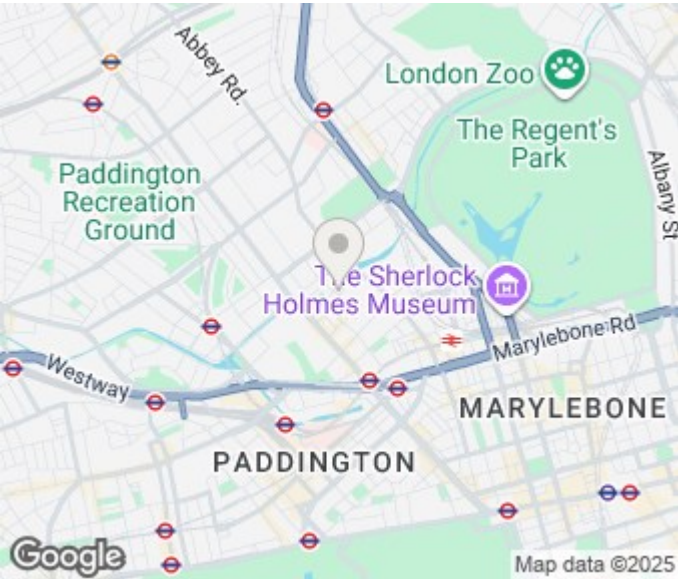 Abbey Rd.
London Zoo
The Regent's
Park
Albany St
Paddington
Recreation
Ground
The Sherlock
Holmes Museum
Marylebone Rd
Westway
MARYLEBONE
PADDINGTON
Google
Map data ©2025